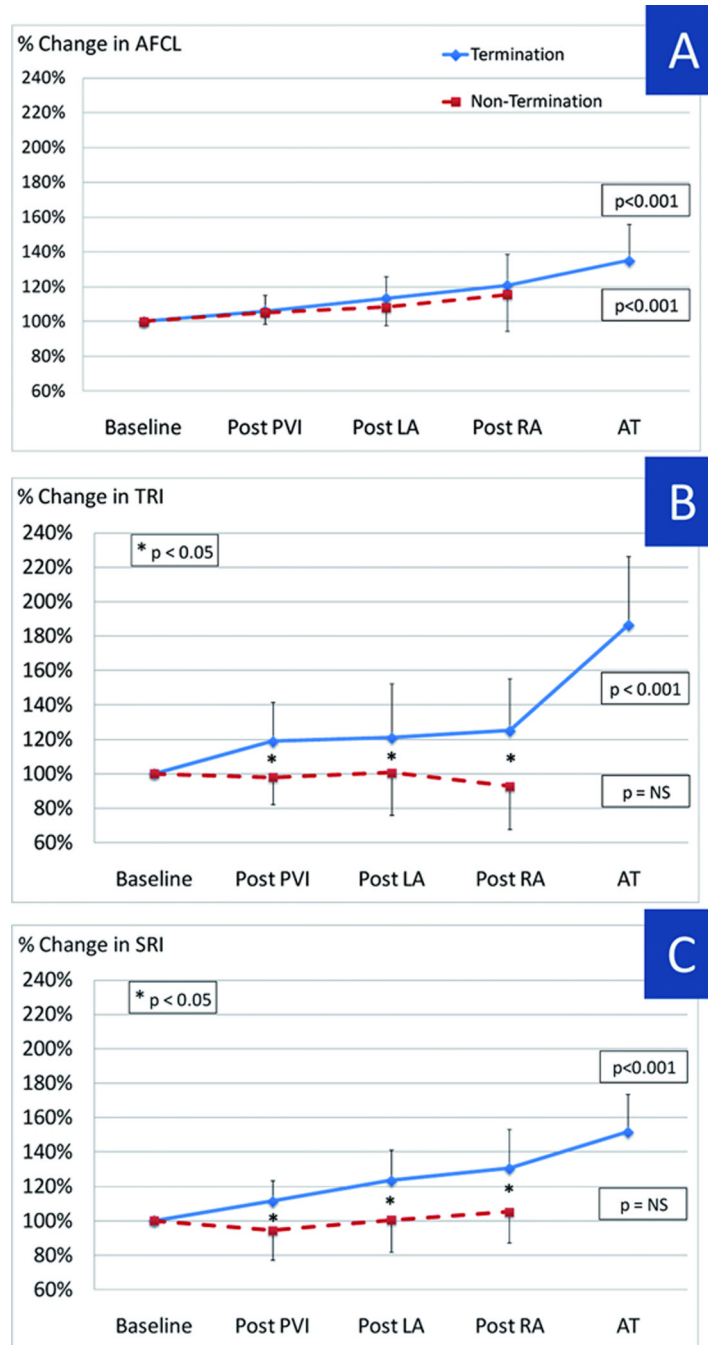 % Change in AFCL
A
Termination
Non-Termination
240%
220%
200%
180%
160%
140%
120%
100%
80%
60%
p<0.001
p<0.001
Baseline Post PVI Post LA Post RA AT
% Change in TRI
B
* p < 0.05
240%
220%
200%
180%
160%
140%
120%
100%
80%
60%
p < 0.001
* * *
p = NS
Baseline Post PVI Post LA Post RA AT
% Change in SRI
C
* p < 0.05
240%
220%
200%
180%
160%
140%
120%
100%
80%
60%
p<0.001
* * *
p = NS
Baseline Post PVI Post LA Post RA AT